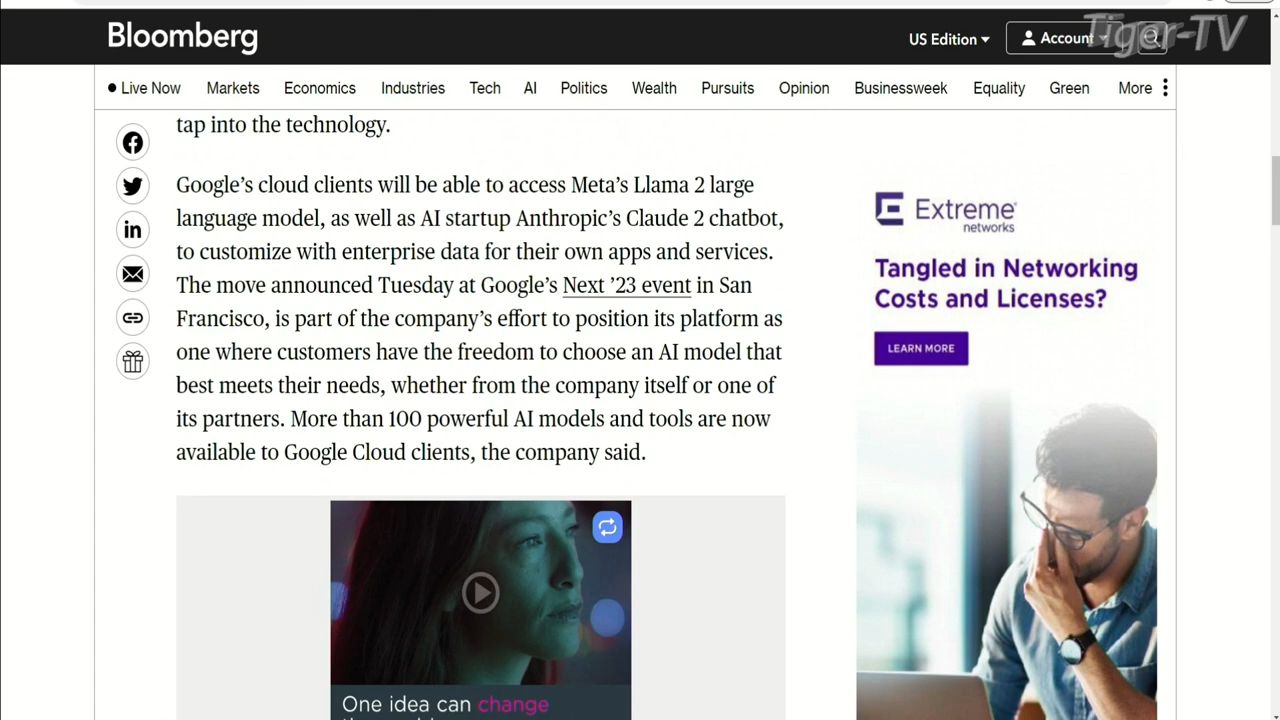 Bloomberg
US Edition
Account
Tiger-TV
Live Now Markets Economics Industries Tech AI Politics Wealth Pursuits Opinion Businessweek Equality Green More
tap into the technology.
Google’s cloud clients will be able to access Meta’s Llama 2 large
language model, as well as AI startup Anthropic’s Claude 2 chatbot,
to customize with enterprise data for their own apps and services.
The move announced Tuesday at Google’s Next ’23 event in San
Francisco, is part of the company’s effort to position its platform as
one where customers have the freedom to choose an AI model that
best meets their needs, whether from the company itself or one of
its partners. More than 100 powerful AI models and tools are now
available to Google Cloud clients, the company said.
Extreme
networks
Tangled in Networking
Costs and Licenses?
LEARN MORE
One idea can change